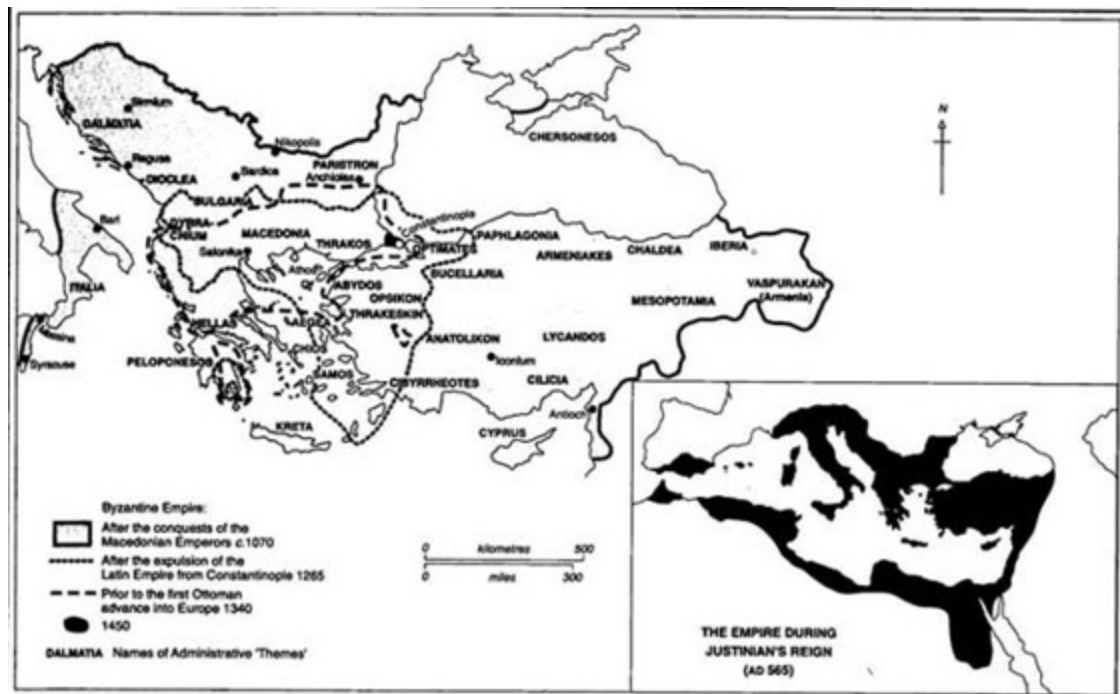 Sirmium
DALMATIA
Nikopolis
CHERSONESOS
N
Ragusa
DIOCLEA
Sardica
PARISTRON
Anchiolas
BULGARIA
Constantinople
Bari
DYRRA-
CHIUM
MACEDONIA
THRAKOS
OPTIMATES
PAPHLAGONIA
ARMENIAKES
CHALDEA
IBERIA
Salonika
Athos
BUCELLARIA
ITALIA
ABYDOS
OPSIKON
MESOPOTAMIA
VASPURAKAN
(Armenia)
HELLAS
AEGEA
THRAKESKIN
ANATOLIKON
LYCANDOS
Syracuse
PELOPONESOS
CHIOS
Iconium
SAMOS
CIBYRRHEOTES
CILICIA
Antioch
KRETA
CYPRUS
Byzantine Empire:
After the conquests of the
Macedonian Emperors c.1070
After the expulsion of the
Latin Empire from Constantinople 1265
Prior to the first Ottoman
advance into Europe 1340
1450
DALMATIA Names of Administrative 'Themes'
0 kilometres 500
0 miles 300
THE EMPIRE DURING
JUSTINIAN'S REIGN
(AD 565)